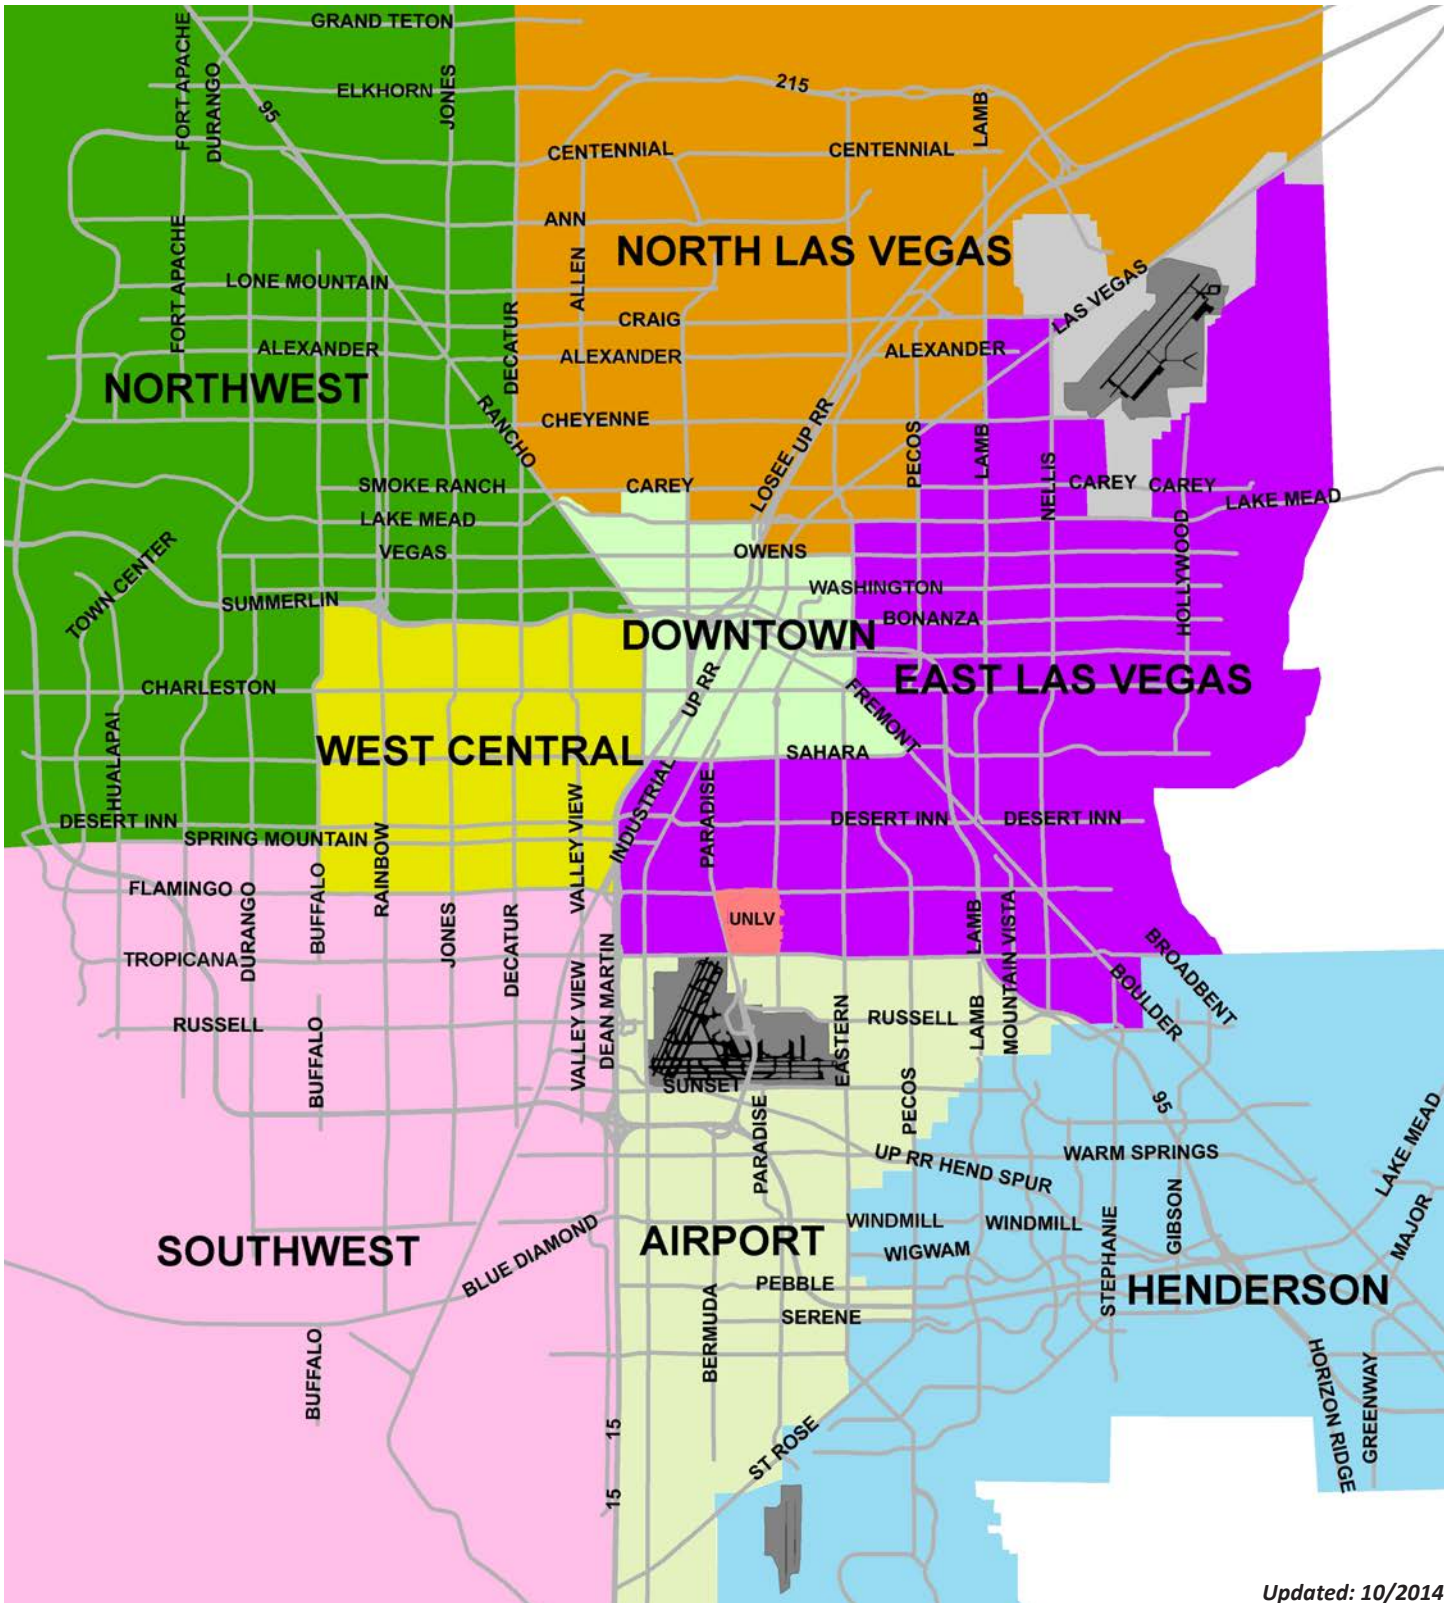 GRAND TETON
FORT APACHE
DURANGO
ELKHORN
JONES
95
215
LAMB
CENTENNIAL
CENTENNIAL
ANN
FORT APACHE
NORTH LAS VEGAS
LONE MOUNTAIN
ALLEN
LAS VEGAS
CRAIG
DECATUR
ALEXANDER
ALEXANDER
ALEXANDER
NORTHWEST
RANCHO
CHEYENNE
UP RR
PECOS
LAMB
LOSEE
NELLIS
SMOKE RANCH
CAREY
CAREY
CAREY
LAKE MEAD
LAKE MEAD
VEGAS
OWENS
HOLLYWOOD
TOWN CENTER
SUMMERLIN
WASHINGTON
BONANZA
DOWNTOWN
EAST LAS VEGAS
CHARLESTON
UP RR
FREMONT
HUALAPAI
WEST CENTRAL
SAHARA
INDUSTRIAL
PARADISE
VALLEY VIEW
DESERT INN
DESERT INN
DESERT INN
SPRING MOUNTAIN
RAINBOW
FLAMINGO
DURANGO
BUFFALO
JONES
DECATUR
UNLV
LAMB
MOUNTAIN VISTA
TROPICANA
VALLEY VIEW
DEAN MARTIN
BROADBENT
BOULDER
RUSSELL
BUFFALO
EASTERN
RUSSELL
LAMB
SUNSET
PARADISE
PECOS
95
LAKE MEAD
UP RR HEND SPUR
WARM SPRINGS
STEPHANIE
GIBSON
MAJOR
WINDMILL
WINDMILL
SOUTHWEST
BLUE DIAMOND
AIRPORT
WIGWAM
PEBBLE
HENDERSON
BERMUDA
SERENE
BUFFALO
HORIZON RIDGE
GREENWAY
15
ST ROSE
15
Updated: 10/2014